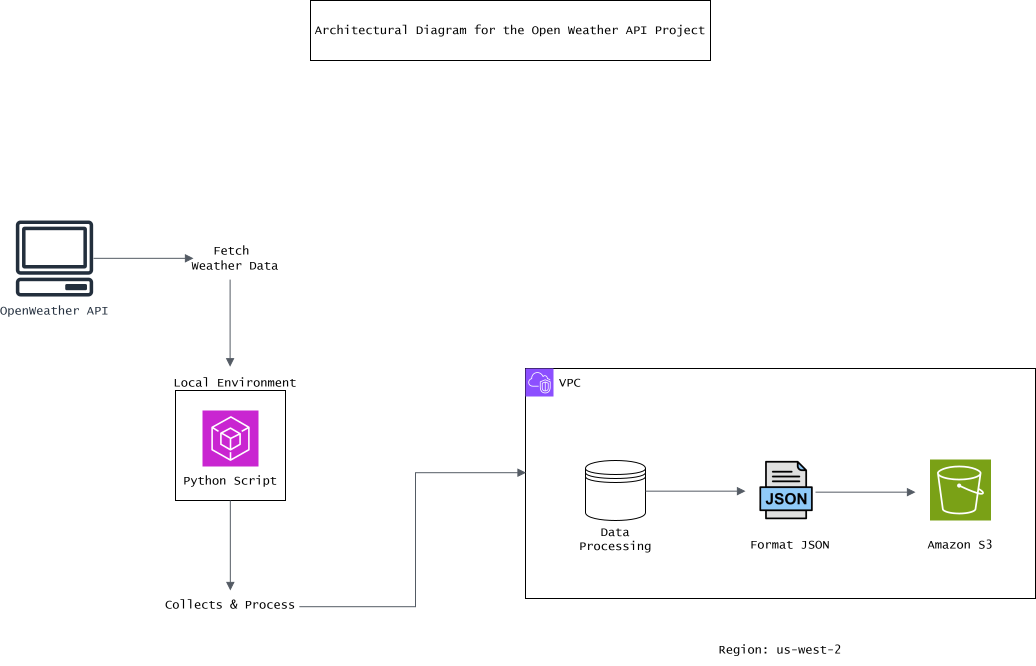 Architectural Diagram for the Open Weather API Project
Fetch
Weather Data
OpenWeather API
Local Environment
Python Script
Collects & Process
VPC
Data
Processing
JSON
Format JSON
Amazon S3
Region: us-west-2